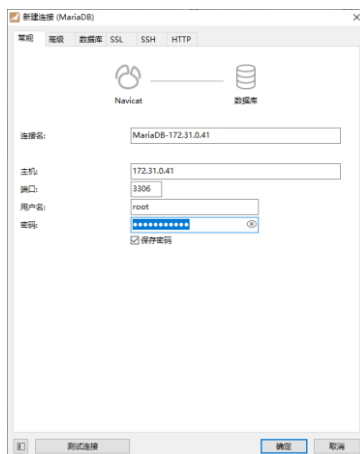 新建连接 (MariaDB)
常规 高级 数据库 SSL SSH HTTP
Navicat 数据库
连接名: MariaDB-172.31.0.41
主机: 172.31.0.41
端口: 3306
用户名: root
密码: ●●●●●●●●●●●
保存密码
测试连接 确定 取消